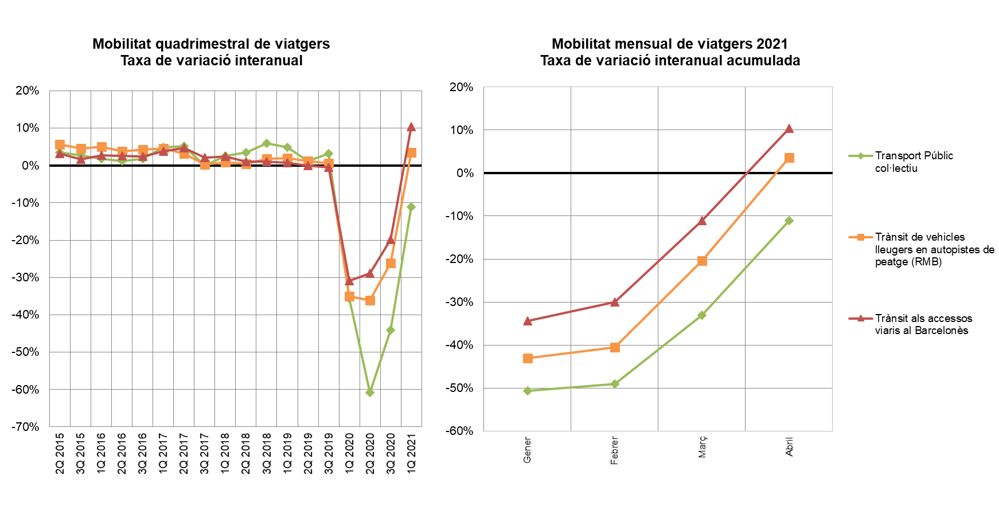 Mobilitat quadrimestral de viatgers
Taxa de variació interanual
20%
10%
0%
-10%
-20%
-30%
-40%
-50%
-60%
-70%
2Q 2015
3Q 2015
1Q 2016
2Q 2016
3Q 2016
1Q 2017
2Q 2017
3Q 2017
1Q 2018
2Q 2018
3Q 2018
1Q 2019
2Q 2019
3Q 2019
1Q 2020
2Q 2020
3Q 2020
1Q 2021
Mobilitat mensual de viatgers 2021
Taxa de variació interanual acumulada
20%
10%
0%
-10%
-20%
-30%
-40%
-50%
-60%
Gener
Febrer
Març
Abril
Transport Públic
col·lectiu
Trànsit de vehicles
lleugers en autopistes de
peatge (RMB)
Trànsit als accessos
viaris al Barcelonès